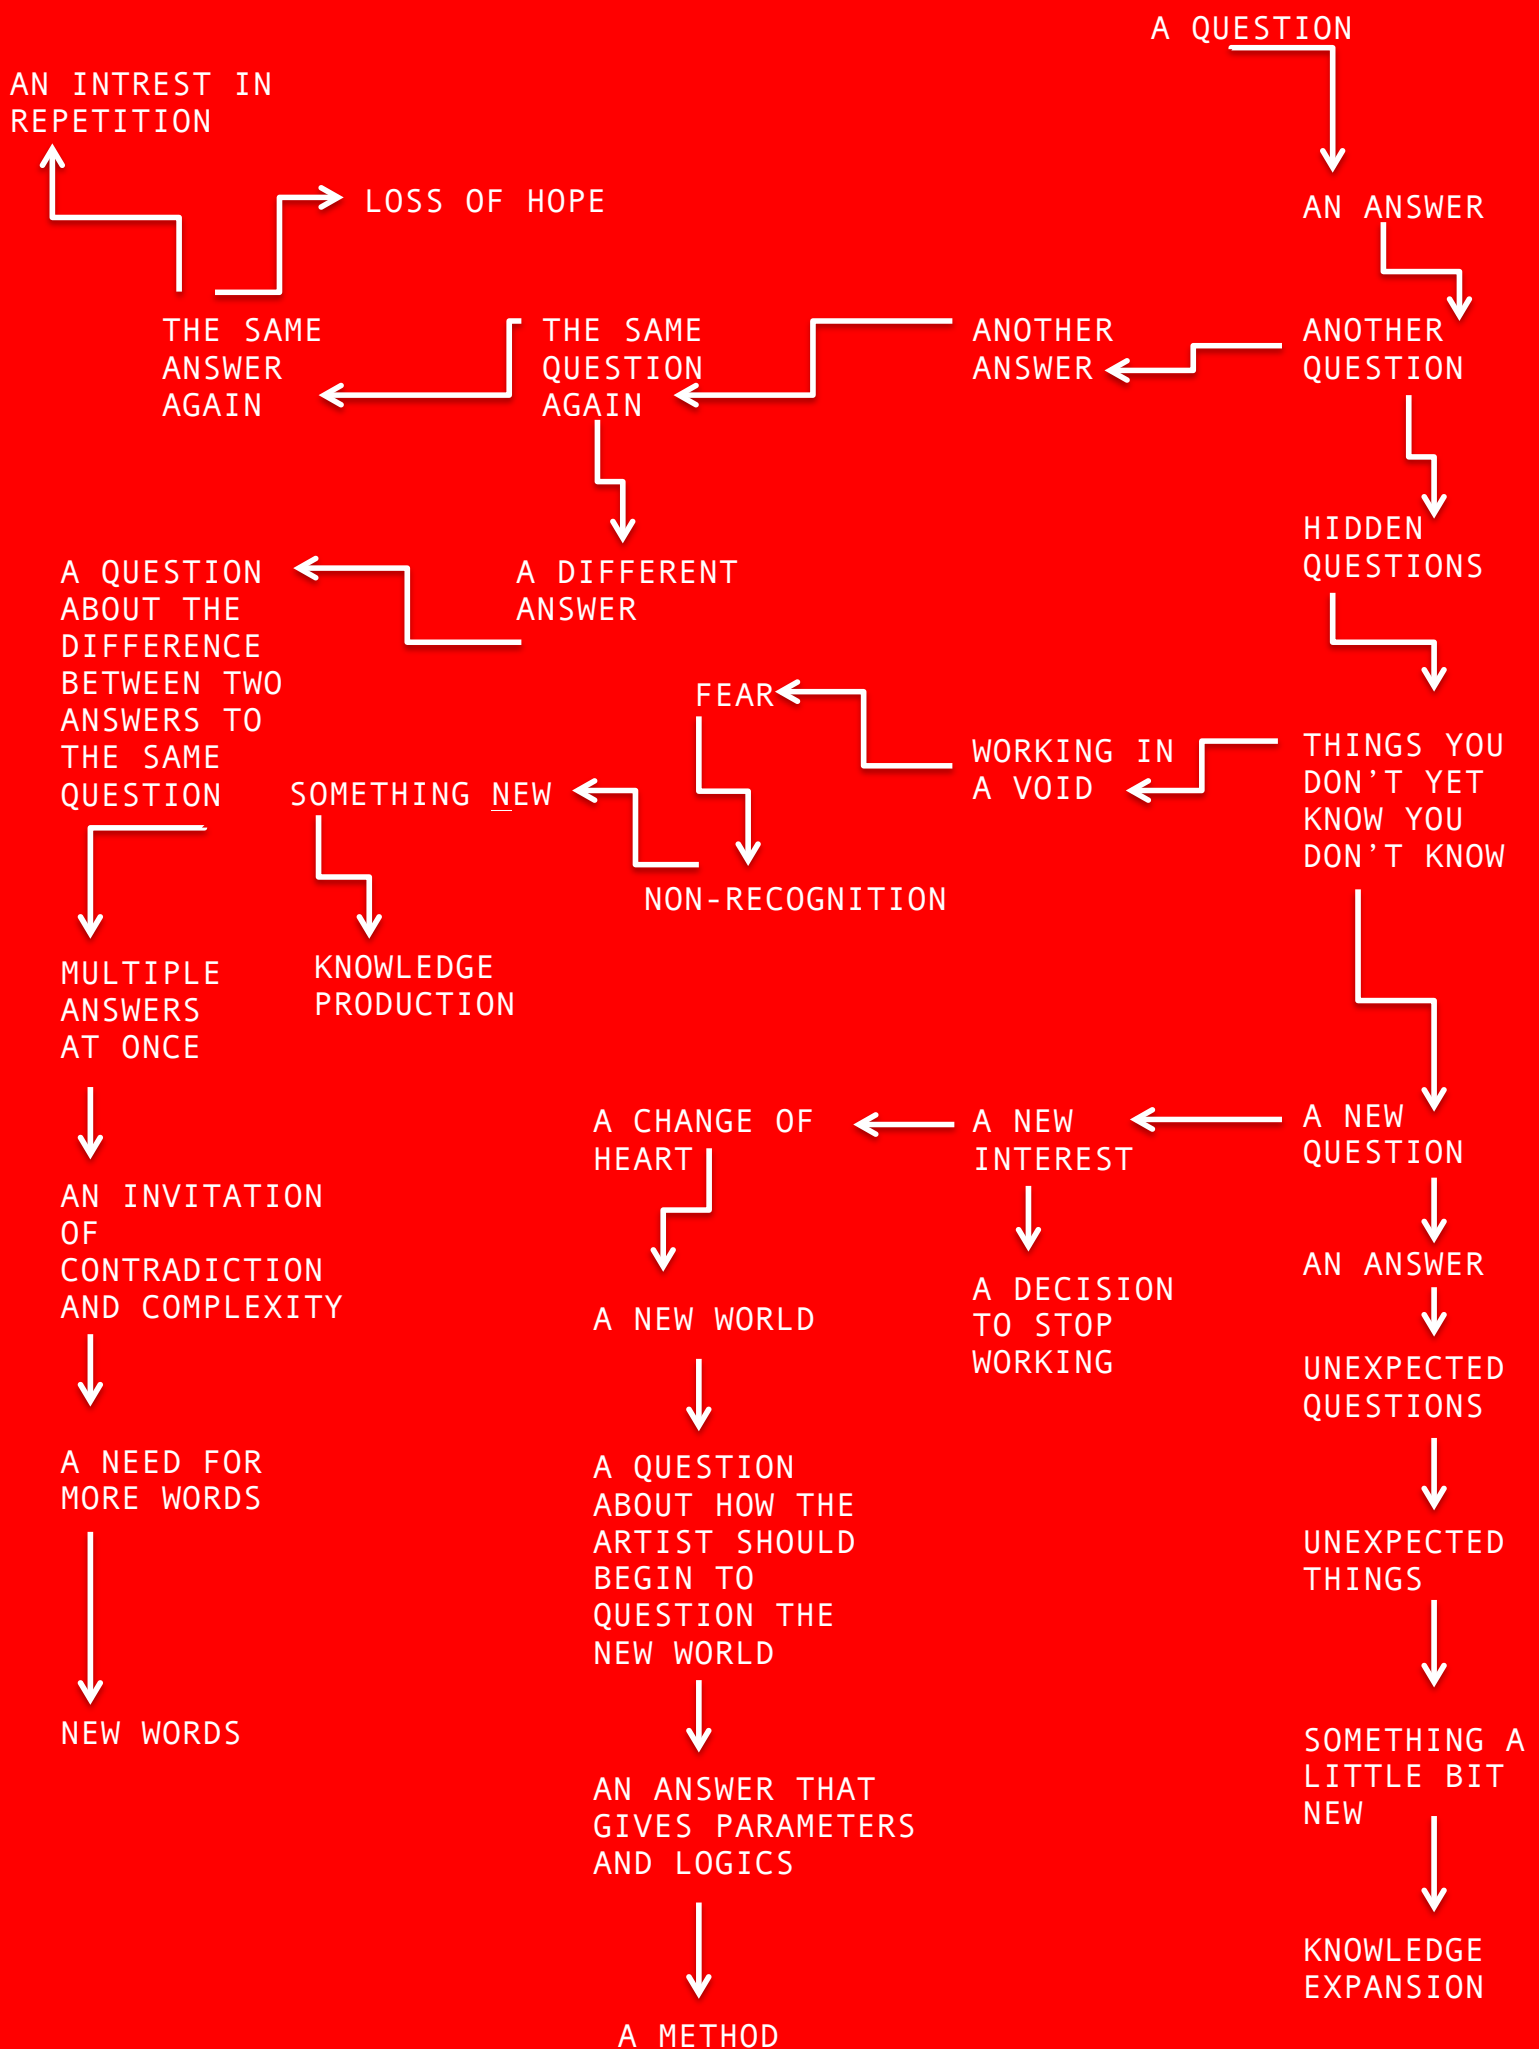 A QUESTION
AN INTREST IN
REPETITION
LOSS OF HOPE
AN ANSWER
THE SAME
ANSWER
AGAIN
THE SAME
QUESTION
AGAIN
ANOTHER
ANSWER
ANOTHER
QUESTION
HIDDEN
QUESTIONS
A QUESTION
ABOUT THE
DIFFERENCE
BETWEEN TWO
ANSWERS TO
THE SAME
QUESTION
A DIFFERENT
ANSWER
FEAR
WORKING IN
A VOID
THINGS YOU
DON'T YET
KNOW YOU
DON'T KNOW
SOMETHING NEW
NON-RECOGNITION
MULTIPLE
ANSWERS
AT ONCE
KNOWLEDGE
PRODUCTION
A CHANGE OF
HEART
A NEW
INTEREST
A NEW
QUESTION
AN INVITATION
OF
CONTRADICTION
AND COMPLEXITY
A NEW WORLD
A DECISION
TO STOP
WORKING
AN ANSWER
UNEXPECTED
QUESTIONS
A NEED FOR
MORE WORDS
A QUESTION
ABOUT HOW THE
ARTIST SHOULD
BEGIN TO
QUESTION THE
NEW WORLD
UNEXPECTED
THINGS
NEW WORDS
SOMETHING A
LITTLE BIT
NEW
AN ANSWER THAT
GIVES PARAMETERS
AND LOGICS
KNOWLEDGE
EXPANSION
A METHOD